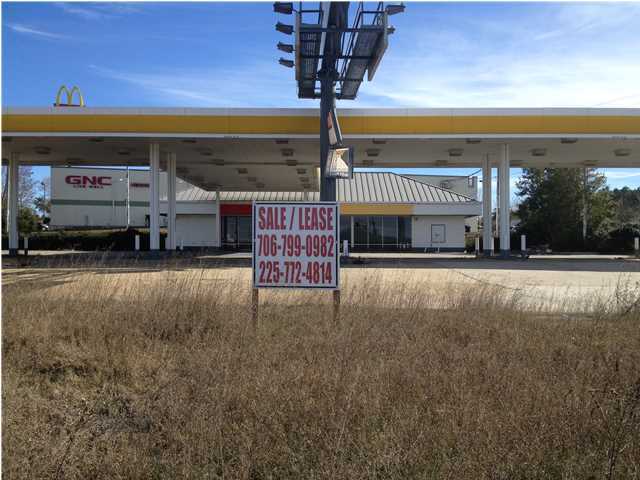 GNC
LIVE WELL.
SALE / LEASE
706-799-0982
225-772-4814